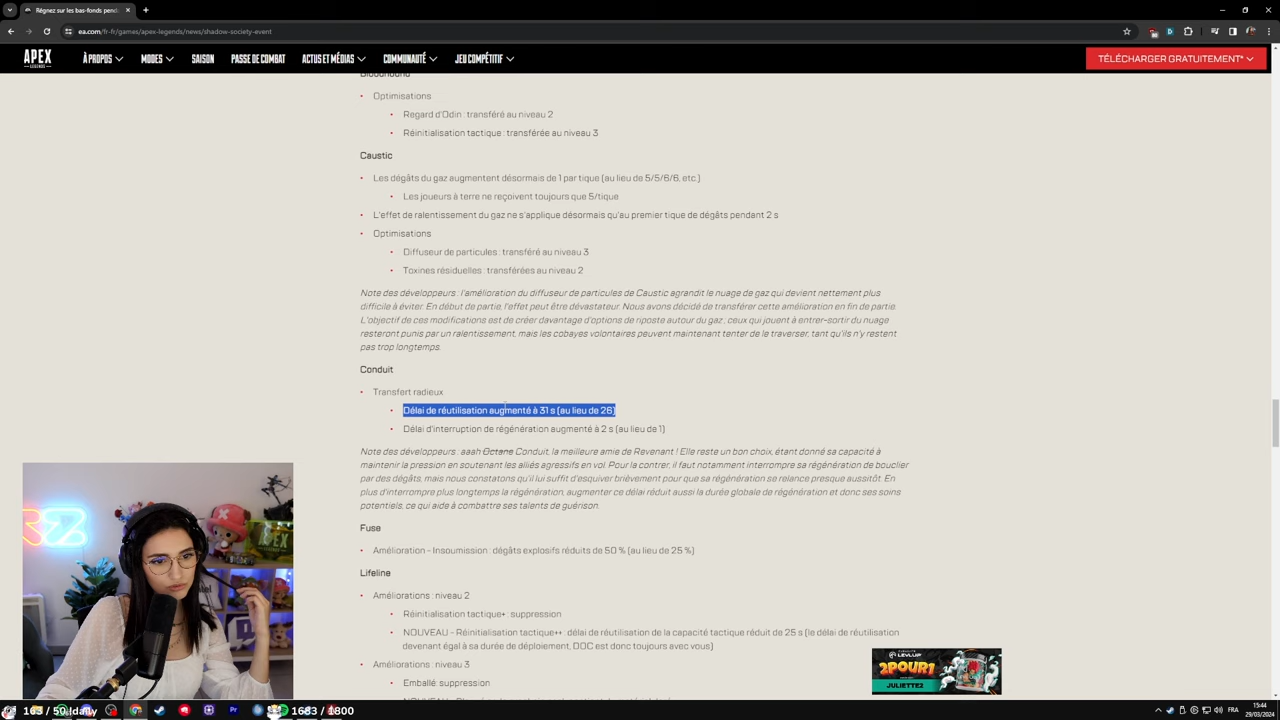 Régnez sur les bas-fonds pend
ea.com/fr-fr/games/apex-legends/news/shadow-society-event
APEX
LEGENDS
À PROPOS
MODES
SAISON
PASSE DE COMBAT
ACTUS ET MÉDIAS
COMMUNAUTÉ
JEU COMPÉTITIF
TÉLÉCHARGER GRATUITEMENT*
Bloodhound
Optimisations
Regard d'Odin : transféré au niveau 2
Réinitialisation tactique : transférée au niveau 3
Caustic
Les dégâts du gaz augmentent désormais de 1 par tique (au lieu de 5/5/6/6, etc.)
Les joueurs à terre ne reçoivent toujours que 5/tique
L'effet de ralentissement du gaz ne s'applique désormais qu'au premier tique de dégâts pendant 2 s
Optimisations
Diffuseur de particules : transféré au niveau 3
Toxines résiduelles : transférées au niveau 2
Note des développeurs : l'amélioration du diffuseur de particules de Caustic agrandit le nuage de gaz qui devient nettement plus
difficile à éviter. En début de partie, l'effet peut être dévastateur. Nous avons décidé de transférer cette amélioration en fin de partie.
L'objectif de ces modifications est de créer davantage d'options de riposte autour du gaz ; ceux qui jouent à entrer-sortir du nuage
resteront punis par un ralentissement, mais les cobayes volontaires peuvent maintenant tenter de le traverser, tant qu'ils n'y restent
pas trop longtemps.
Conduit
Transfert radieux
Délai de réutilisation augmenté à 31 s (au lieu de 26)
Délai d'interruption de régénération augmenté à 2 s (au lieu de 1)
Note des développeurs : aaah Octane Conduit, la meilleure amie de Revenant ! Elle reste un bon choix, étant donné sa capacité à
maintenir la pression en soutenant les alliés agressifs en vol. Pour la contrer, il faut notamment interrompre sa régénération de bouclier
par des dégâts, mais nous constatons qu'il lui suffit d'esquiver brièvement pour que sa régénération se relance presque aussitôt. En
plus d'interrompre plus longtemps la régénération, augmenter ce délai réduit aussi la durée globale de régénération et donc ses soins
potentiels, ce qui aide à combattre ses talents de guérison.
Fuse
Amélioration – Insoumission : dégâts explosifs réduits de 50 % (au lieu de 25 %)
Lifeline
Améliorations : niveau 2
Réinitialisation tactique+ : suppression
NOUVEAU – Réinitialisation tactique++ : délai de réutilisation de la capacité tactique réduit de 25 s (le délai de réutilisation
devenant égal à sa durée de déploiement, DOC est donc toujours avec vous)
Améliorations : niveau 3
Emballé: suppression
LEVLUP
2POUR1
JULIETTE2
163 / 50
daily
1683 / 1800
FRA
15:44
29/03/2024